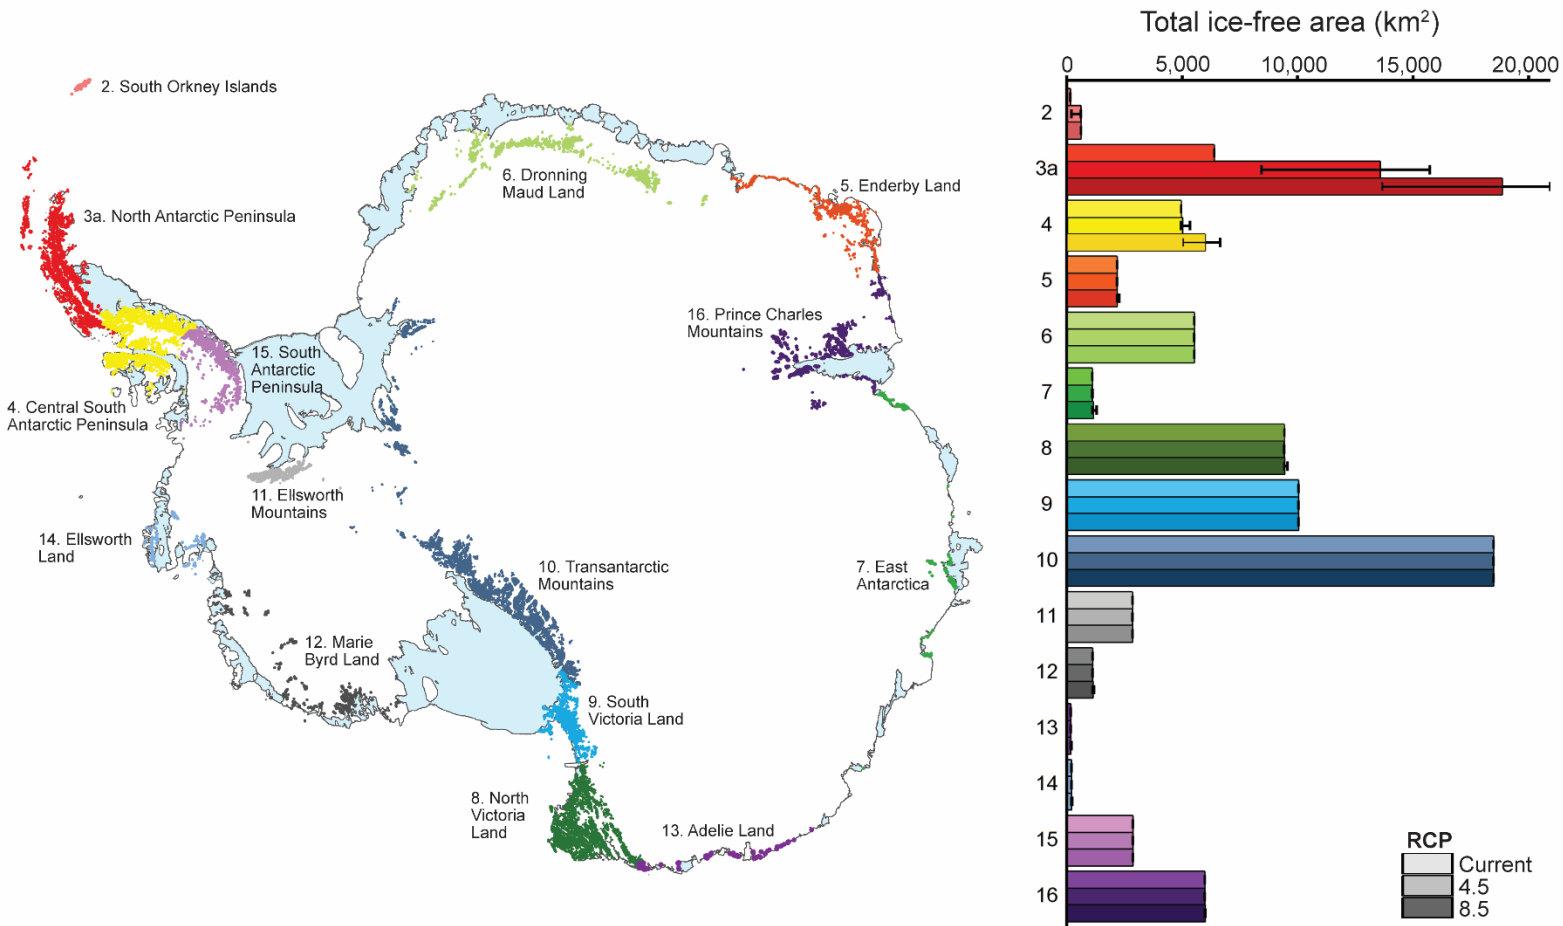 2. South Orkney Islands
3a. North Antarctic Peninsula
6. Dronning
Maud Land
5. Enderby Land
16. Prince Charles
Mountains
15. South
Antarctic
Peninsula
4. Central South
Antarctic Peninsula
11. Ellsworth
Mountains
14. Ellsworth
Land
10. Transantarctic
Mountains
7. East
Antarctica
12. Marie
Byrd Land
9. South
Victoria Land
8. North
Victoria
Land
13. Adelie Land
Total ice-free area (km²)
0 5,000 10,000 15,000 20,000
2
3a
4
5
6
7
8
9
10
11
12
13
14
15
16
RCP
Current
4.5
8.5